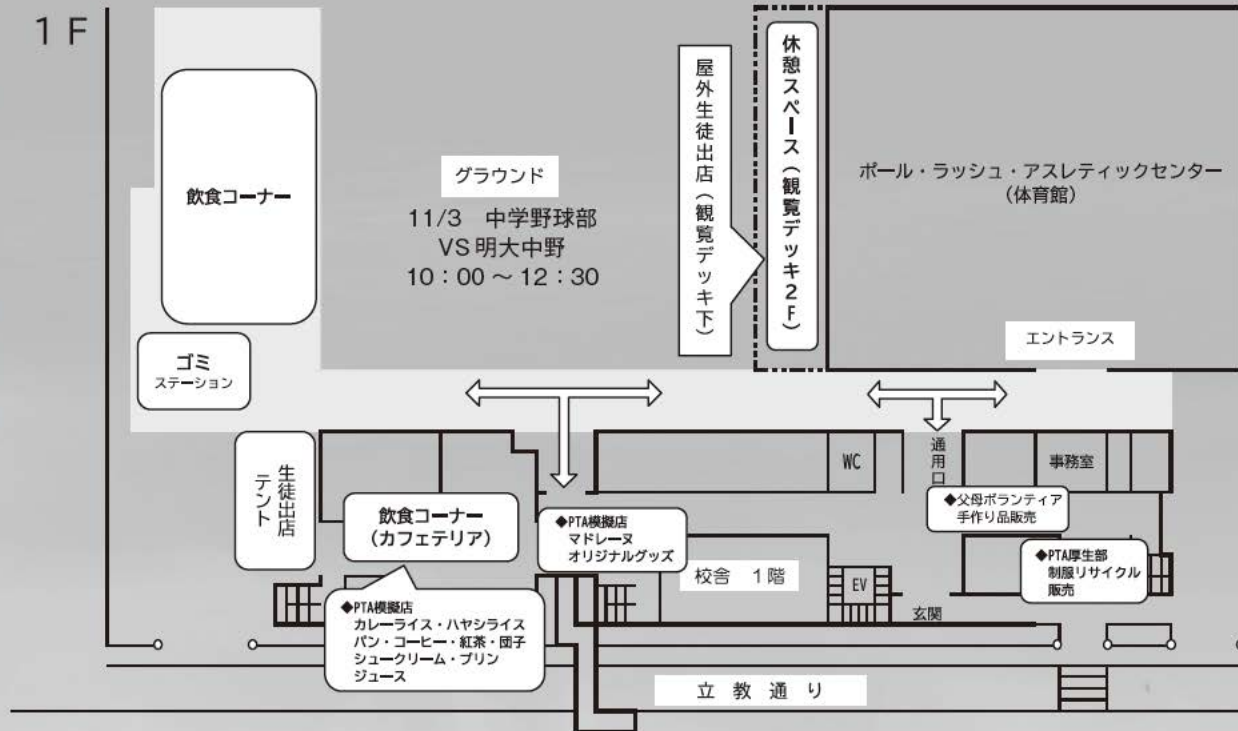 1F
飲食コーナー
ゴミ
ステーション
グラウンド
11/3 中学野球部
VS明大中野
10:00～12:30
屋外生徒出店(観覧デッキ下)
休憩スペース(観覧デッキ2F)
ポール・ラッシュ・アスレティックセンター
(体育館)
エントランス
生徒出店
テント
飲食コーナー
(カフェテリア)
◆PTA模擬店
マドレーヌ
オリジナルグッズ
WC
通用口
事務室
◆父母ボランティア
手作り品販売
◆PTA厚生部
制服リサイクル
販売
校舎 1階
EV
玄関
◆PTA模擬店
カレーライス・ハヤシライス
パン・コーヒー・紅茶・団子
シュークリーム・プリン
ジュース
立教通り